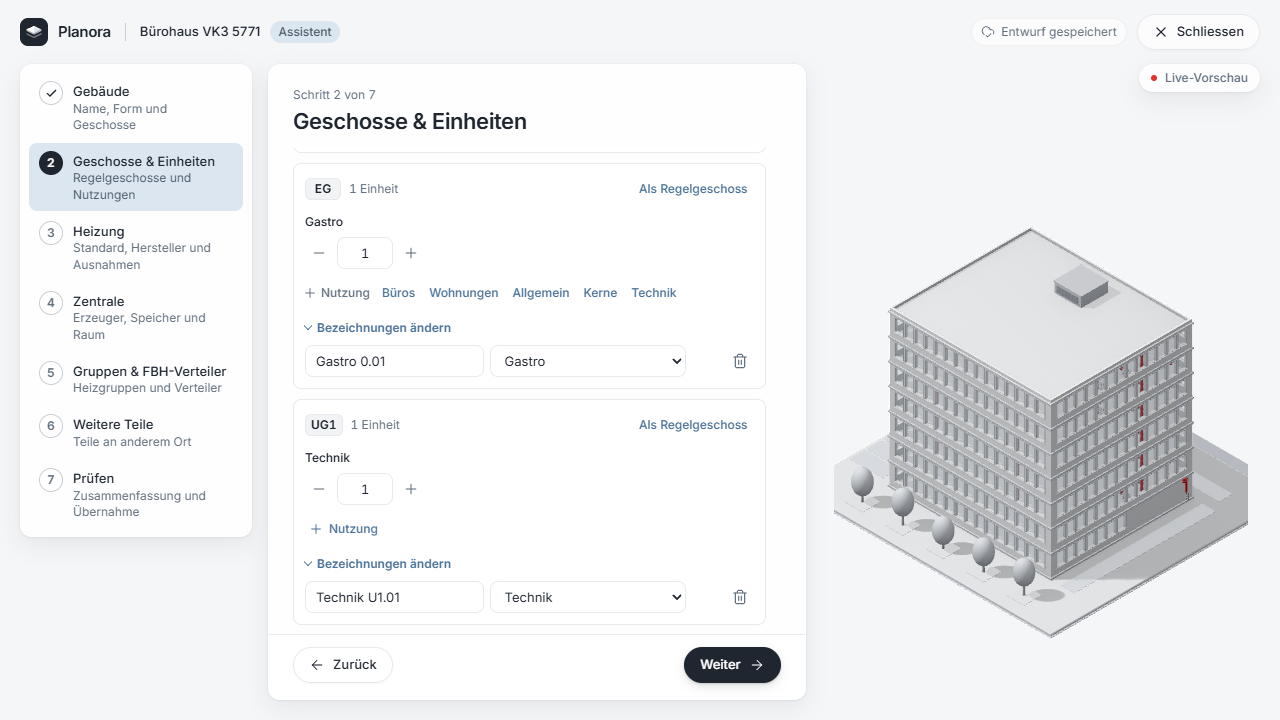 Planora
Bürohaus VK3 5771
Assistent
Entwurf gespeichert
Schliessen
Gebäude
Name, Form und
Geschosse
2
Geschosse & Einheiten
Regelgeschosse und
Nutzungen
3
Heizung
Standard, Hersteller und
Ausnahmen
4
Zentrale
Erzeuger, Speicher und
Raum
5
Gruppen & FBH-Verteiler
Heizgruppen und Verteiler
6
Weitere Teile
Teile an anderem Ort
7
Prüfen
Zusammenfassung und
Übernahme
Schritt 2 von 7
Geschosse & Einheiten
EG 1 Einheit Als Regelgeschoss
Gastro
1
Nutzung Büros Wohnungen Allgemein Kerne Technik
Bezeichnungen ändern
Gastro 0.01 Gastro
UG1 1 Einheit Als Regelgeschoss
Technik
1
Nutzung
Bezeichnungen ändern
Technik U1.01 Technik
Zurück
Weiter
Live-Vorschau